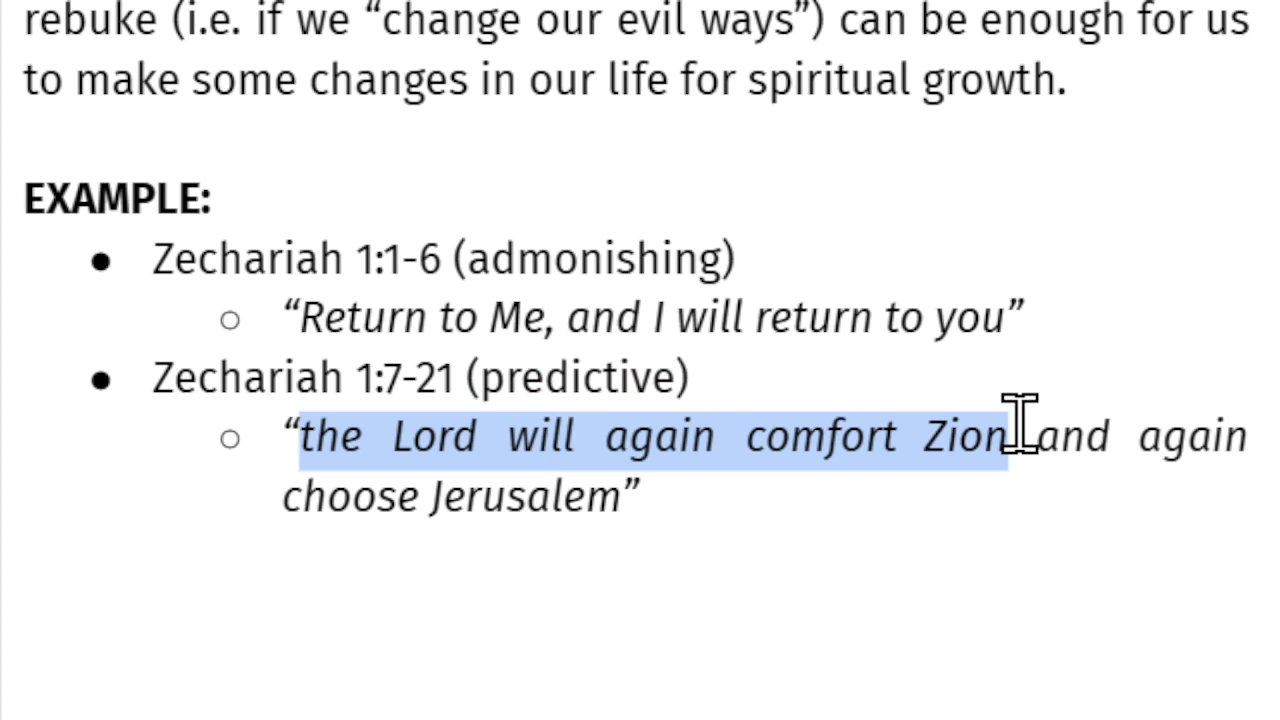 rebuke (i.e. if we “change our evil ways”) can be enough for us
to make some changes in our life for spiritual growth.
EXAMPLE:
● Zechariah 1:1-6 (admonishing)
○ “Return to Me, and I will return to you”
● Zechariah 1:7-21 (predictive)
○ “the Lord will again comfort Zion and again
choose Jerusalem”